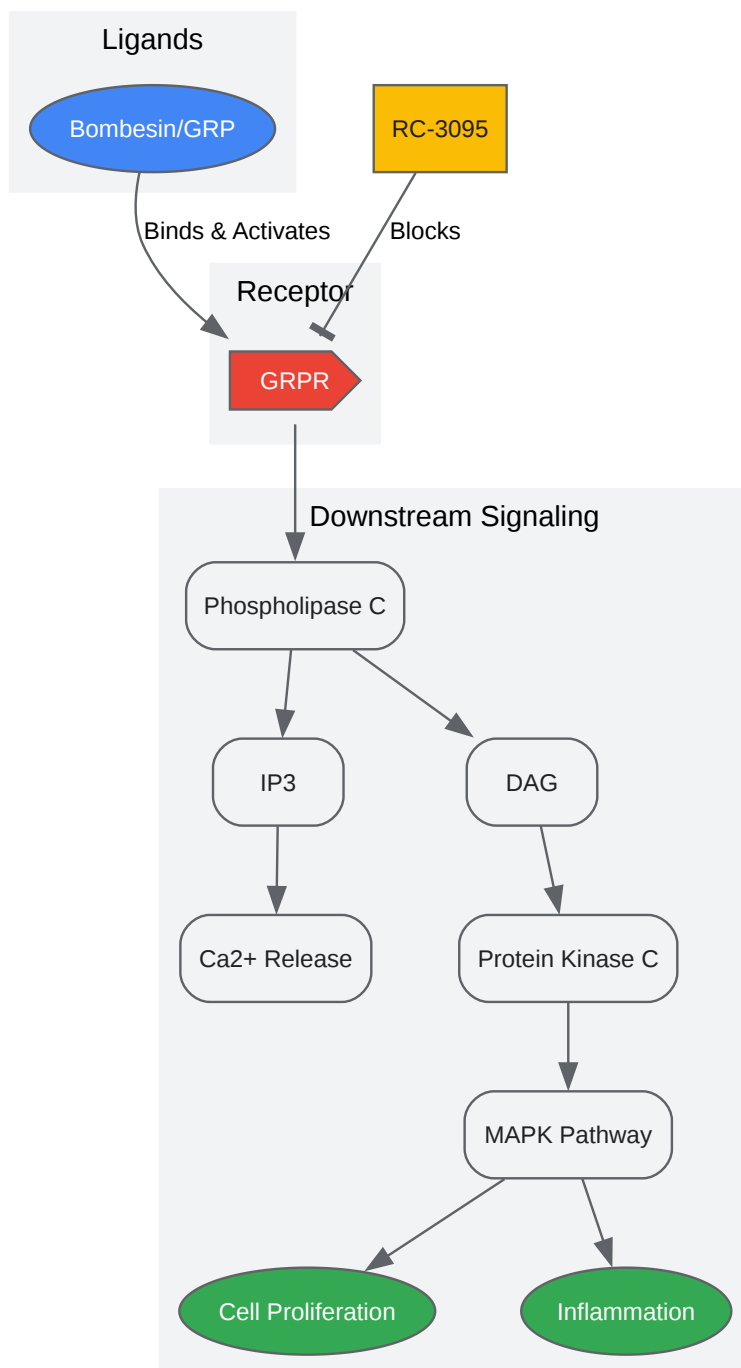 Ligands
Bombesin/GRP
RC-3095
Binds & Activates
Blocks
Receptor
GRPR
Downstream Signaling
Phospholipase C
IP3
DAG
Ca2+ Release
Protein Kinase C
MAPK Pathway
Cell Proliferation
Inflammation